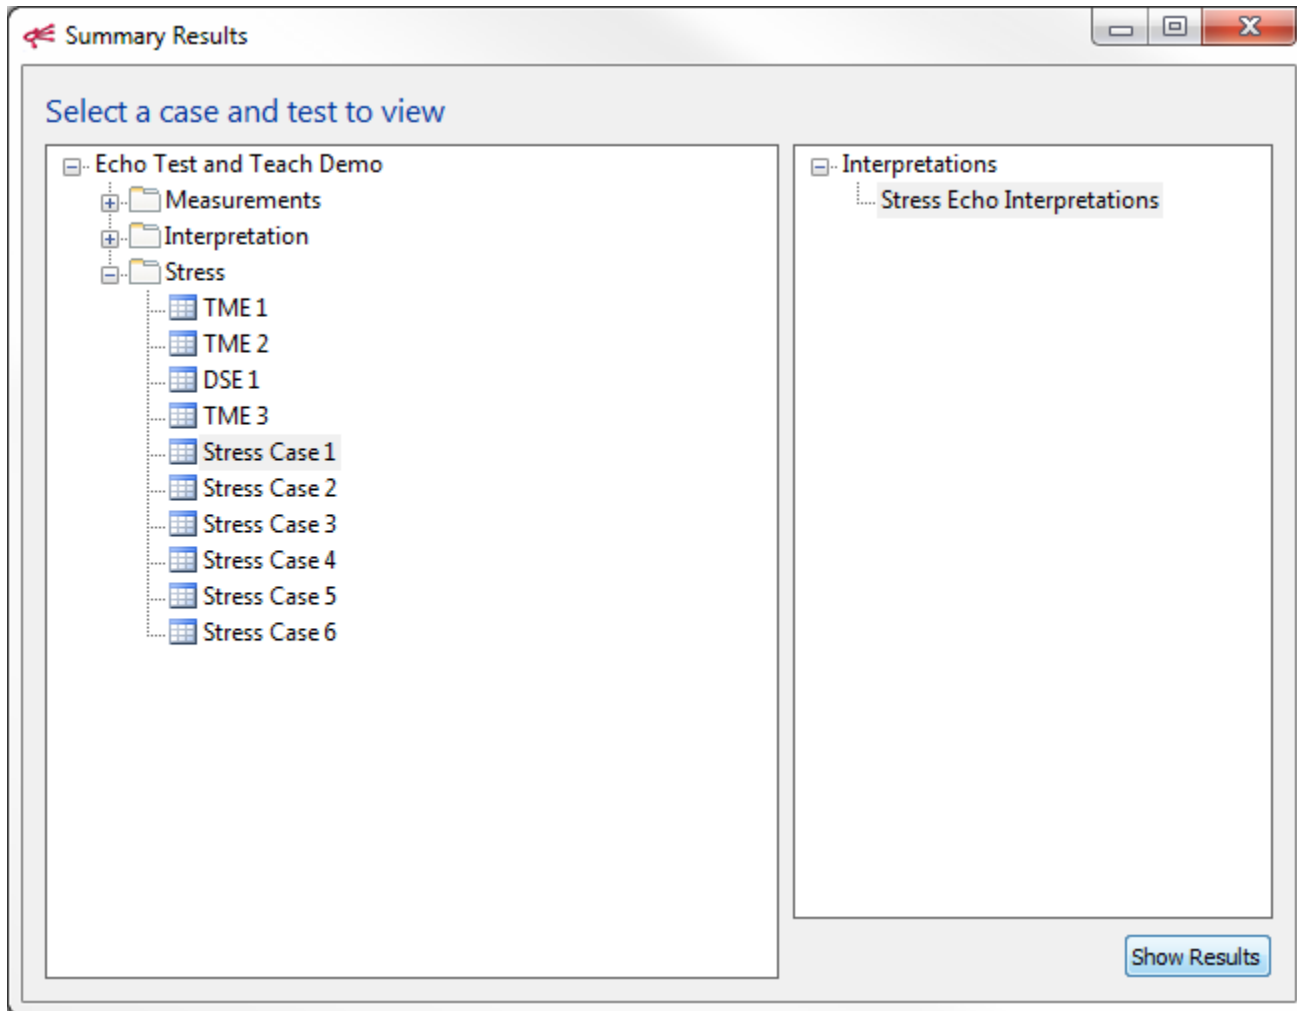 Summary Results
Select a case and test to view
Echo Test and Teach Demo
Measurements
Interpretation
Stress
TME 1
TME 2
DSE 1
TME 3
Stress Case 1
Stress Case 2
Stress Case 3
Stress Case 4
Stress Case 5
Stress Case 6
Interpretations
Stress Echo Interpretations
Show Results